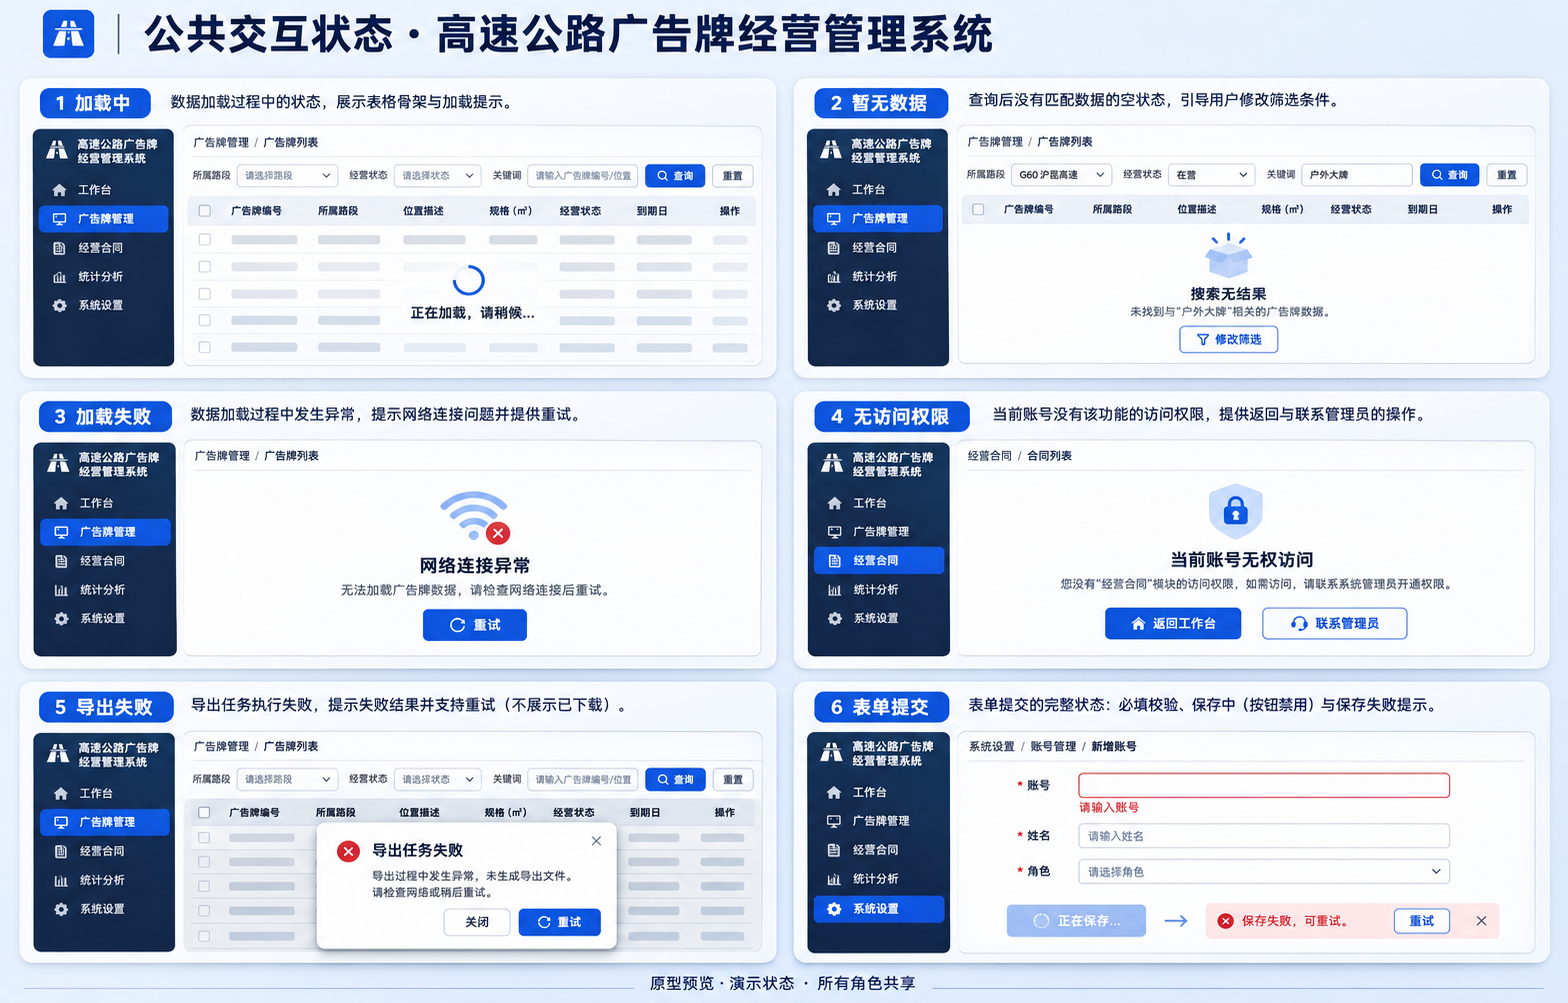 公共交互状态·高速公路广告牌经营管理系统
1 加载中
数据加载过程中的状态，展示表格骨架与加载提示。
高速公路广告牌
经营管理系统
工作台
广告牌管理
经营合同
统计分析
系统设置
广告牌管理 / 广告牌列表
所属路段 请选择路段 经营状态 请选择状态 关键词 请输入广告牌编号/位置 查询 重置
广告牌编号 所属路段 位置描述 规格 (㎡) 经营状态 到期日 操作
正在加载，请稍候...
2 暂无数据
查询后没有匹配数据的空状态，引导用户修改筛选条件。
高速公路广告牌
经营管理系统
工作台
广告牌管理
经营合同
统计分析
系统设置
广告牌管理 / 广告牌列表
所属路段 G60 沪昆高速 经营状态 在营 关键词 户外大牌 查询 重置
广告牌编号 所属路段 位置描述 规格 (㎡) 经营状态 到期日 操作
搜索无结果
未找到与"户外大牌"相关的广告牌数据。
修改筛选
3 加载失败
数据加载过程中发生异常，提示网络连接问题并提供重试。
高速公路广告牌
经营管理系统
工作台
广告牌管理
经营合同
统计分析
系统设置
广告牌管理 / 广告牌列表
网络连接异常
无法加载广告牌数据，请检查网络连接后重试。
重试
4 无访问权限
当前账号没有该功能的访问权限，提供返回与联系管理员的操作。
高速公路广告牌
经营管理系统
工作台
广告牌管理
经营合同
统计分析
系统设置
经营合同 / 合同列表
当前账号无权访问
您没有"经营合同"模块的访问权限，如需访问，请联系系统管理员开通权限。
返回工作台 联系管理员
5 导出失败
导出任务执行失败，提示失败结果并支持重试（不展示已下载）。
高速公路广告牌
经营管理系统
工作台
广告牌管理
经营合同
统计分析
系统设置
广告牌管理 / 广告牌列表
所属路段 请选择路段 经营状态 请选择状态 关键词 请输入广告牌编号/位置 查询 重置
广告牌编号 所属路段 位置描述 规格 (㎡) 经营状态 到期日 操作
导出任务失败
导出过程中发生异常，未生成导出文件。
请检查网络或稍后重试。
关闭 重试
6 表单提交
表单提交的完整状态：必填校验、保存中（按钮禁用）与保存失败提示。
高速公路广告牌
经营管理系统
工作台
广告牌管理
经营合同
统计分析
系统设置
系统设置 / 账号管理 / 新增账号
* 账号
请输入账号
* 姓名 请输入姓名
* 角色 请选择角色
正在保存... → 保存失败，可重试。 重试
原型预览·演示状态 · 所有角色共享